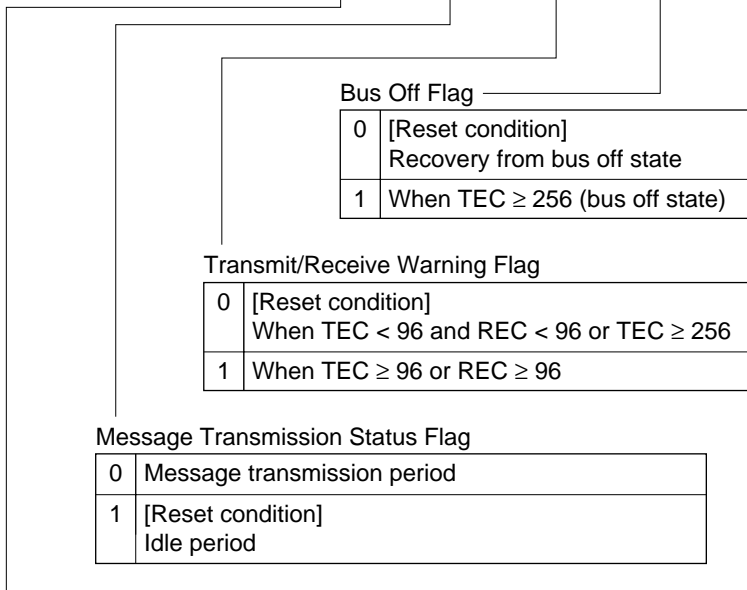 Bus Off Flag
0 [Reset condition]
Recovery from bus off state
1 When TEC ≥ 256 (bus off state)
Transmit/Receive Warning Flag
0 [Reset condition]
When TEC < 96 and REC < 96 or TEC ≥ 256
1 When TEC ≥ 96 or REC ≥ 96
Message Transmission Status Flag
0 Message transmission period
1 [Reset condition]
Idle period